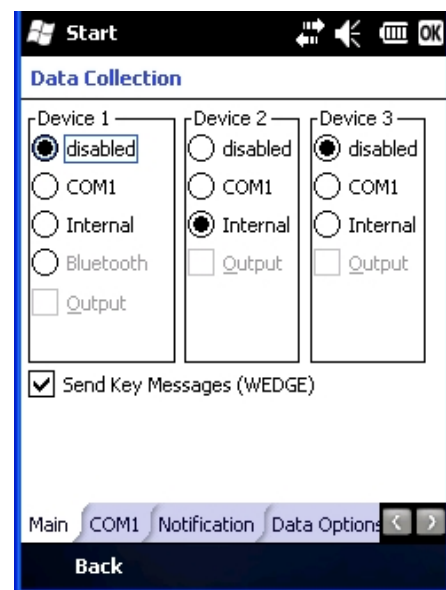 Start OK
Data Collection
Device 1 Device 2 Device 3
disabled disabled disabled
COM1 COM1 COM1
Internal Internal Internal
Bluetooth Output Output
Output
Send Key Messages (WEDGE)
Main COM1 Notification Data Options
Back